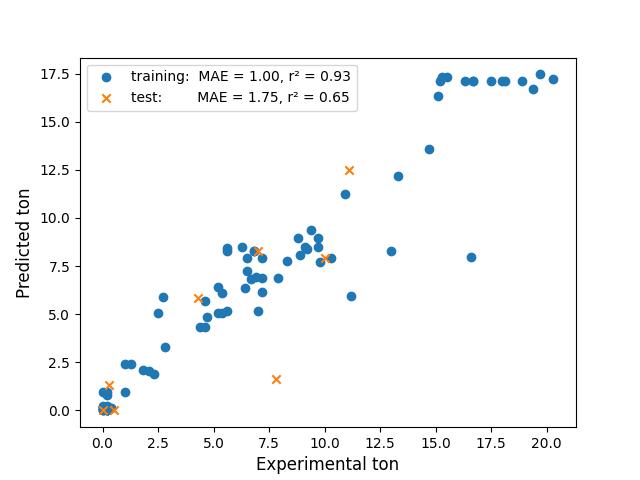 training:  MAE = 1.00, r² = 0.93
test:        MAE = 1.75, r² = 0.65
17.5
15.0
12.5
10.0
7.5
5.0
2.5
0.0
Predicted ton
0.0 2.5 5.0 7.5 10.0 12.5 15.0 17.5 20.0
Experimental ton